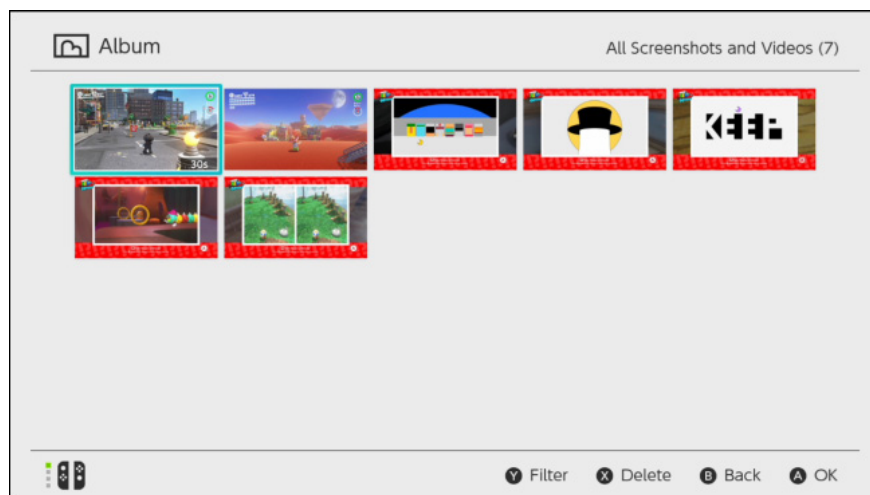 Album
All Screenshots and Videos (7)
30s
KEEP
Y Filter
X Delete
B Back
A OK